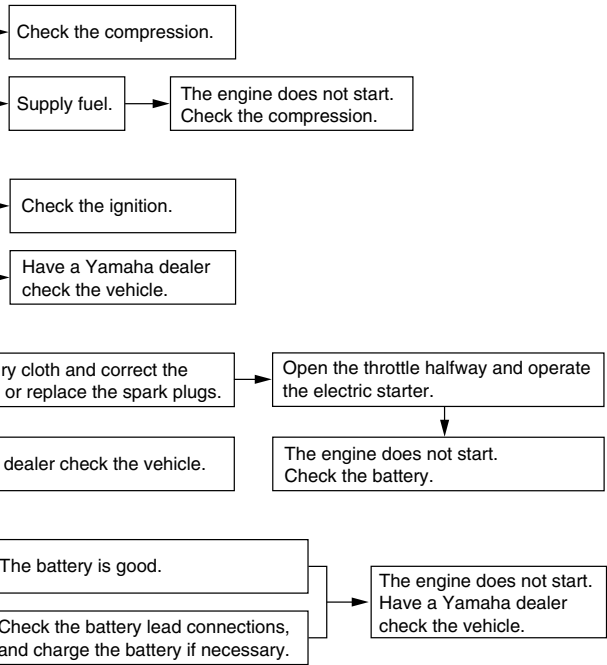 Check the compression.
Supply fuel.
The engine does not start.
Check the compression.
Check the ignition.
Have a Yamaha dealer
check the vehicle.
ry cloth and correct the
or replace the spark plugs.
Open the throttle halfway and operate
the electric starter.
dealer check the vehicle.
The engine does not start.
Check the battery.
The battery is good.
Check the battery lead connections,
and charge the battery if necessary.
The engine does not start.
Have a Yamaha dealer
check the vehicle.